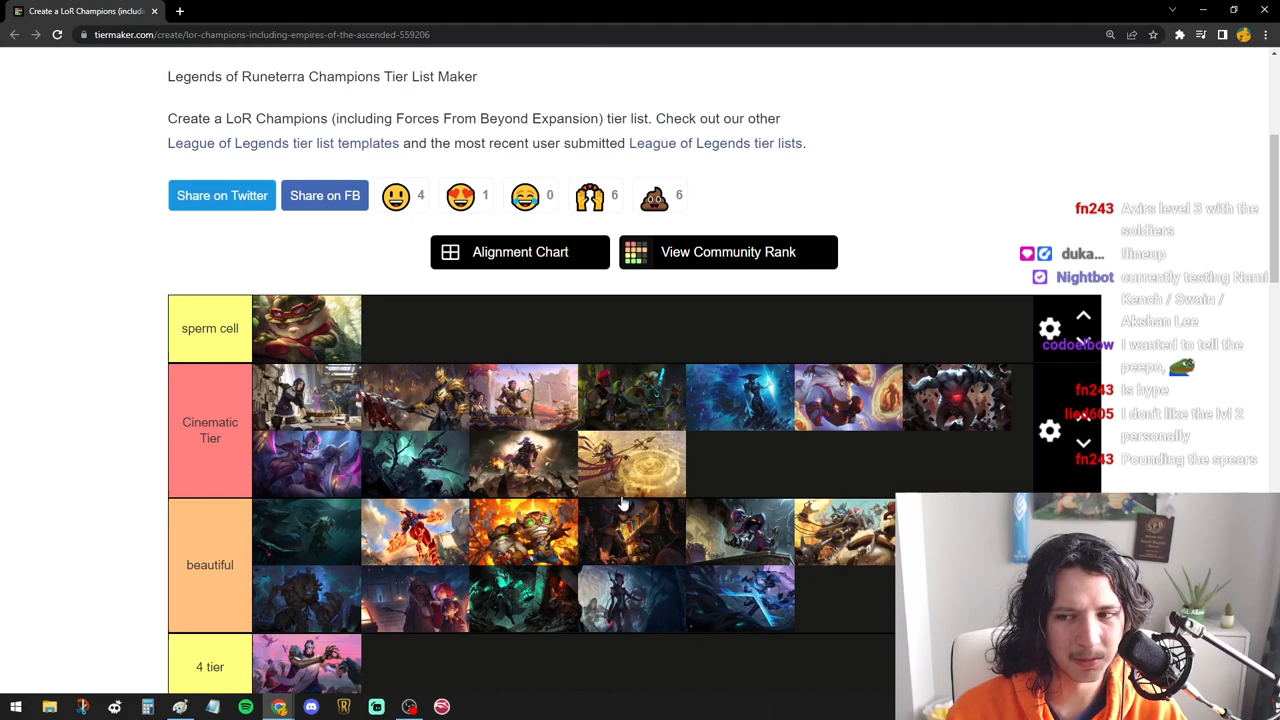 Create a LoR Champions (includi
tiermaker.com/create/lor-champions-including-empires-of-the-ascended-559206
Legends of Runeterra Champions Tier List Maker
Create a LoR Champions (including Forces From Beyond Expansion) tier list. Check out our other
League of Legends tier list templates and the most recent user submitted League of Legends tier lists.
Share on Twitter
Share on FB
4
1
0
6
6
Alignment Chart
View Community Rank
sperm cell
Cinematic
Tier
beautiful
4 tier
fn243 Azirs level 3 with the
soldiers
duka... !lineup
Nightbot currently testing Nami
Kench / Swain /
Akshan Lee
codoelbow I wanted to tell the
peepo,
fn243 Is hype
lled605 I don't like the lvl 2
personally
fn243 Pounding the spears